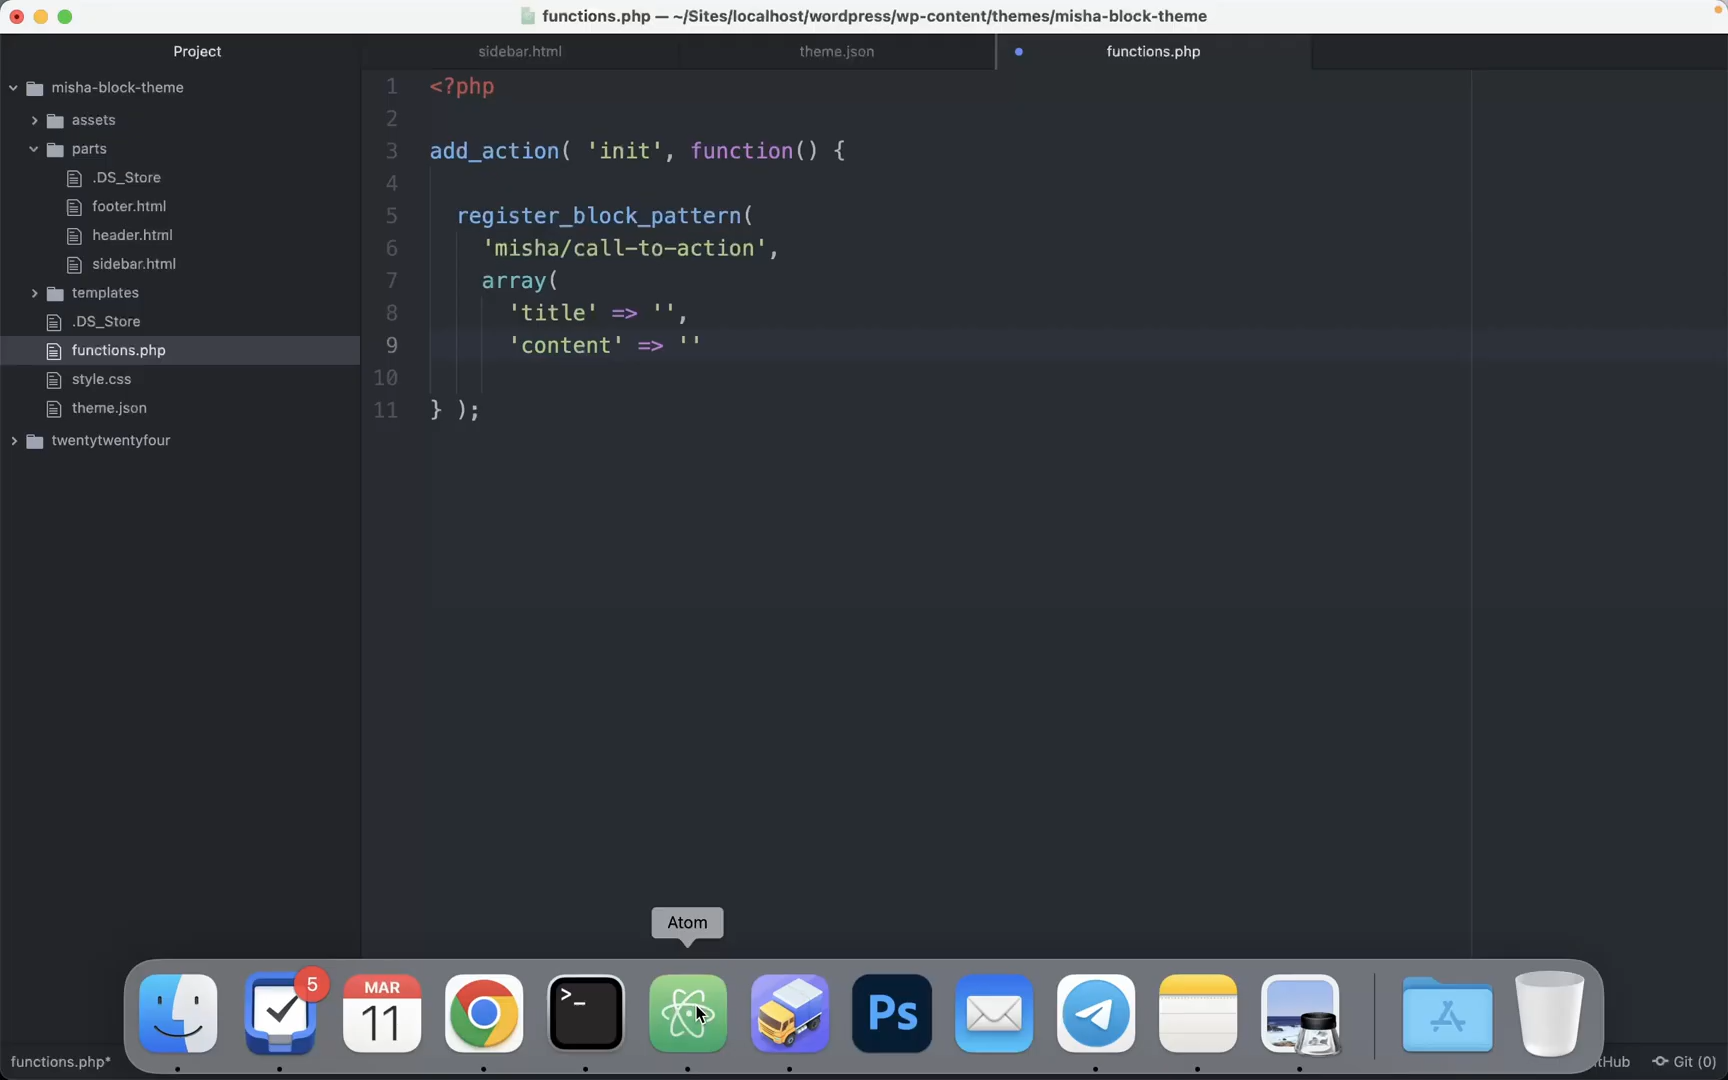 functions.php — ~/Sites/localhost/wordpress/wp-content/themes/misha-block-theme
Project
sidebar.html
theme.json
functions.php
misha-block-theme
assets
parts
.DS_Store
footer.html
header.html
sidebar.html
templates
.DS_Store
functions.php
style.css
theme.json
twentytwentyfour
1 <?php
2
3 add_action( 'init', function() {
4
5 register_block_pattern(
6 'misha/call-to-action',
7 array(
8 'title' => '',
9 'content' => ''
10
11 } );
Atom
5
MAR
11
>_
Ps
functions.php*
tHub
Git (0)